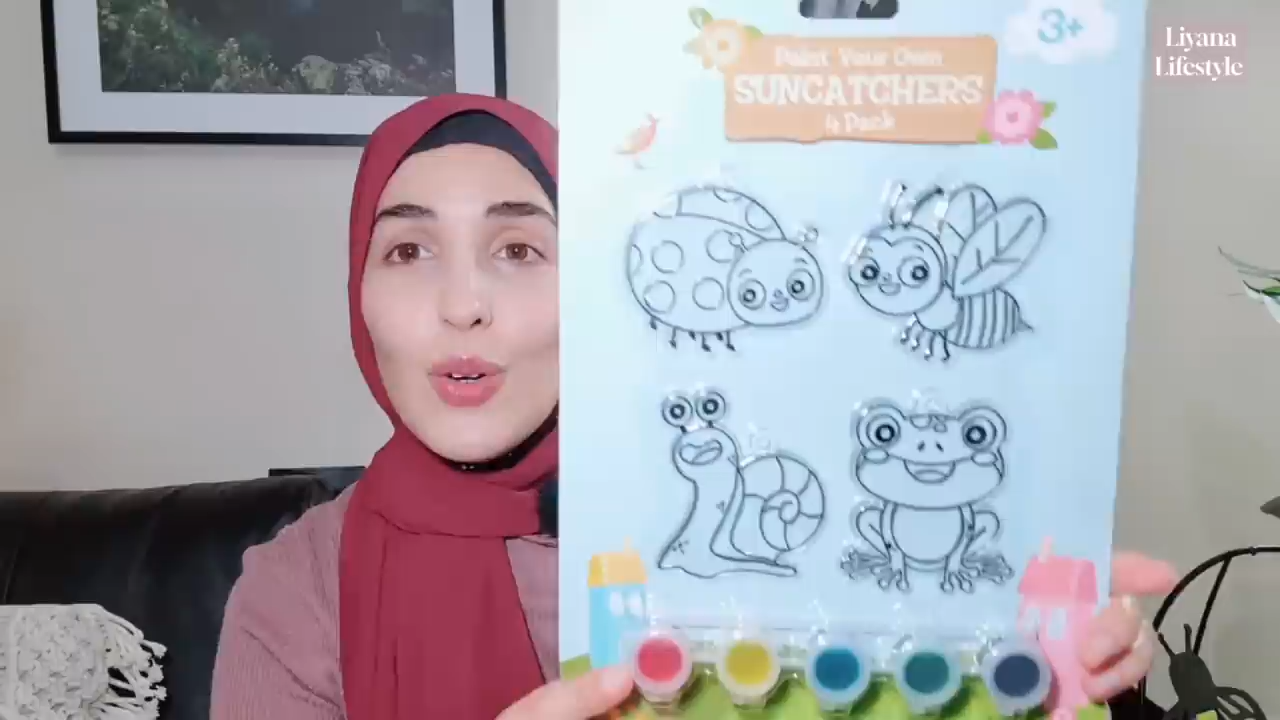 Paint Your Own
SUNCATCHERS
4 Pack
3+
Liyana
Lifestyle